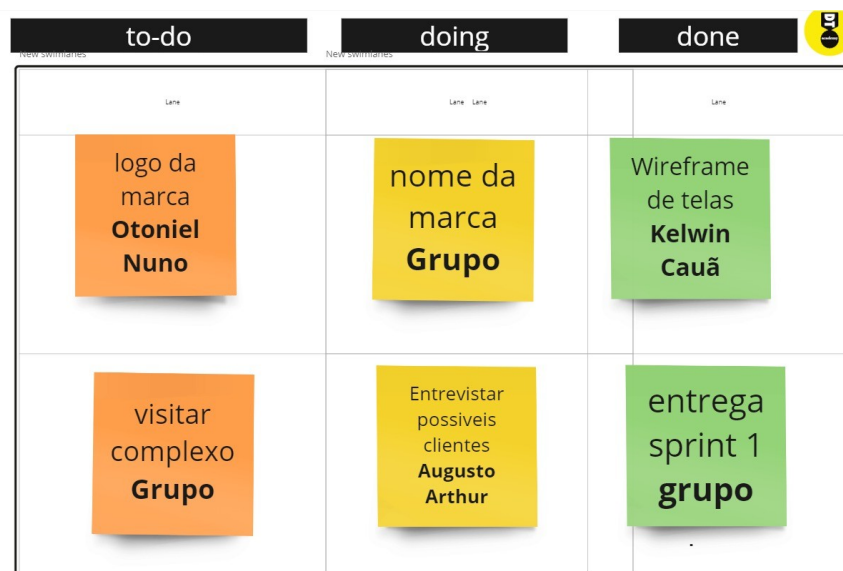 to-do
doing
done
New swimlanes
New swimlanes
Lane
Lane Lane
Lane
logo da
marca
Otoniel
Nuno
nome da
marca
Grupo
Wireframe
de telas
Kelwin
Cauã
visitar
complexo
Grupo
Entrevistar
possiveis
clientes
Augusto
Arthur
entrega
sprint 1
grupo